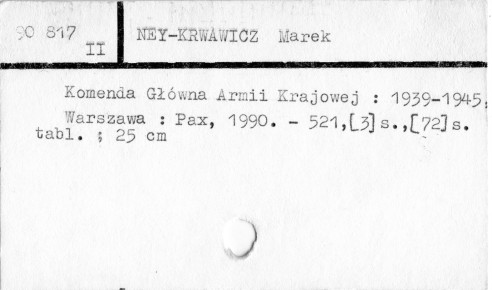 90 817
II
NEY-KRWAWICZ Marek
Komenda Główna Armii Krajowej : 1939-1945.
Warszawa : Pax, 1990. - 521,[3]s.,[72]s.
tabl. ; 25 cm